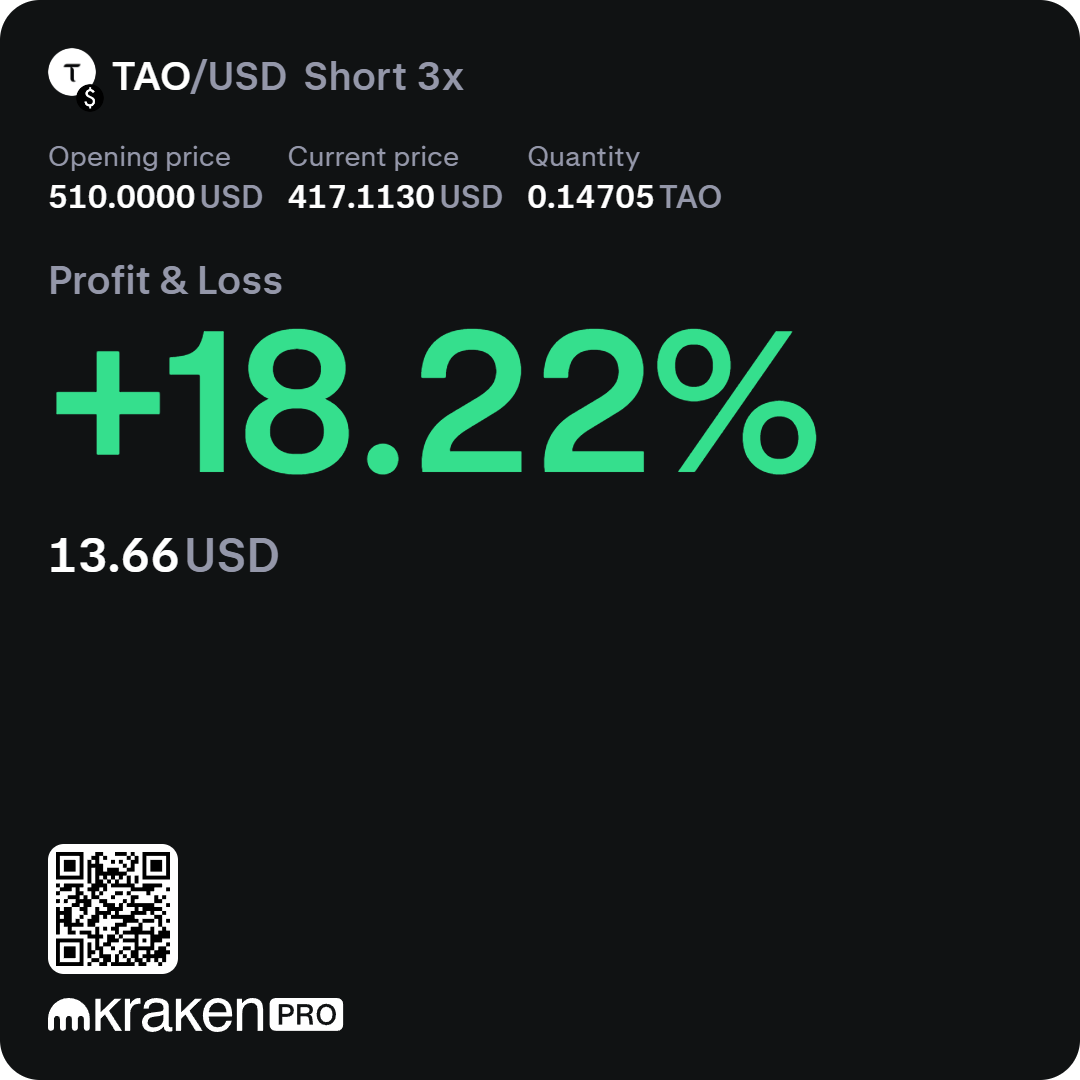 T
$
TAO/USD Short 3x
Opening price Current price Quantity
510.0000 USD 417.1130 USD 0.14705 TAO
Profit & Loss
+18.22%
13.66 USD
kraken PRO